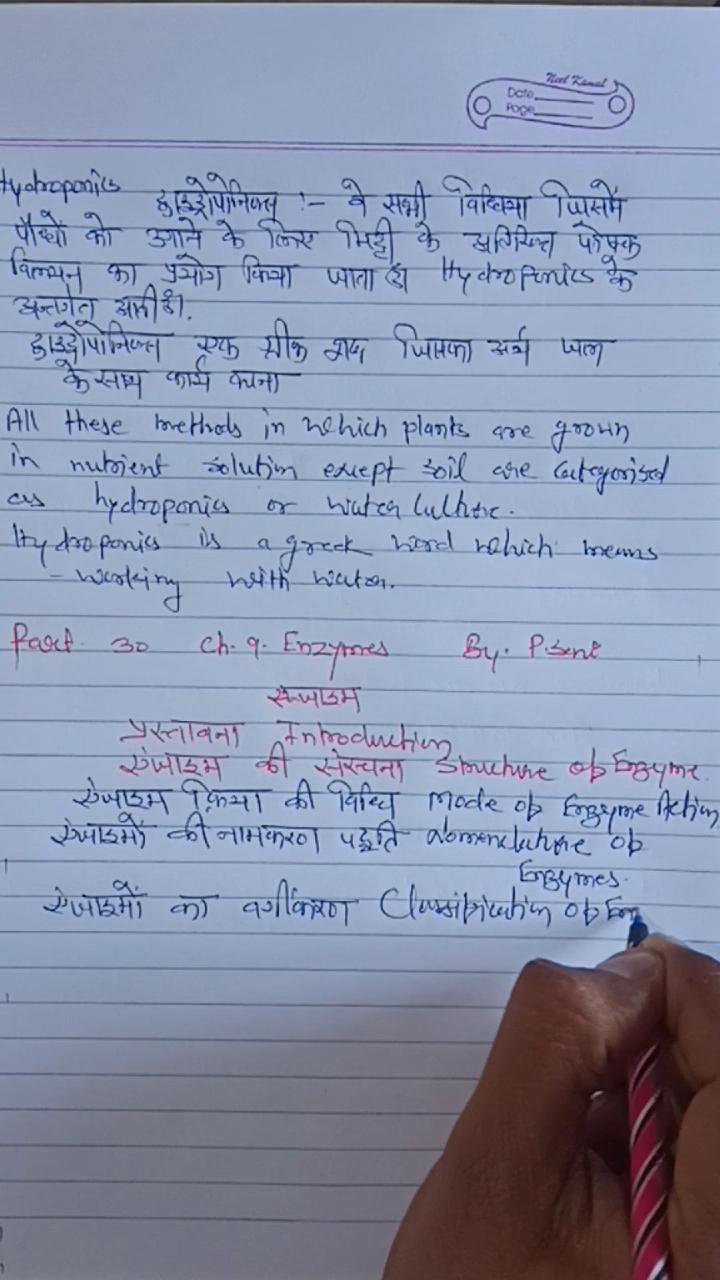 Neel Kamal
Date
Page
Hydroponics हाइड्रोपोनिक्स :- वे सभी विधियां जिसमें
पौधों को उगाने के लिए मिट्टी के अतिरिक्त पोषक
विलयन का प्रयोग किया जाता है। Hydroponics के
अन्तर्गत आती है।.
हाइड्रोपोनिक्स एक ग्रीक शब्द जिसका अर्थ जल
के साथ कार्य करना
All these methods in which plants are grown
in nutrient solution except soil are categorised
as hydroponics or water culture.
Hydroponics is a greek word which means
- working with water.
Part 30 Ch. 9. Enzymes By. P.
एंजाइम
प्रस्तावना Introduction
एंजाइम की संरचना Structure of Enzyme.
एंजाइम क्रिया की विधि Mode of Enzyme Action
एंजाइमों की नामकरण पद्धति Nomenclature of
Enzymes.
एंजाइमों का वर्गीकरण Classification of En